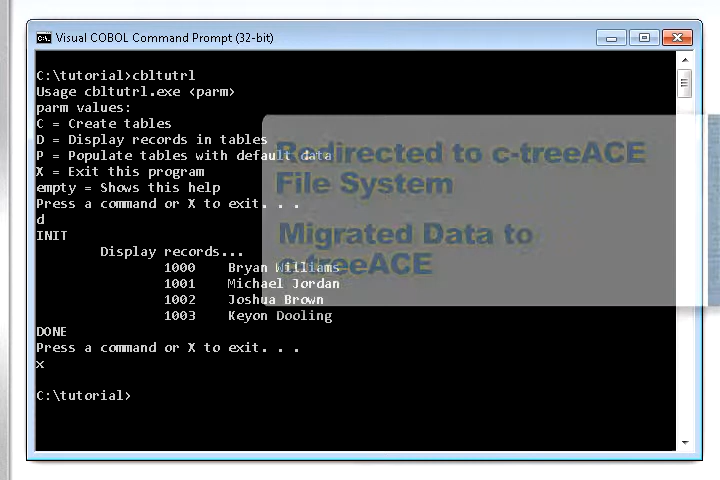 Visual COBOL Command Prompt (32-bit)
C:\tutorial>cbltutrl
Usage cbltutrl.exe <parm>
parm values:
C = Create tables
D = Display records in tables
P = Populate tables with default data
X = Exit this program
empty = Shows this help
Press a command or X to exit. . .
d
INIT
Display records...
1000 Bryan Williams
1001 Michael Jordan
1002 Joshua Brown
1003 Keyon Dooling
DONE
Press a command or X to exit. . .
x
C:\tutorial>
Redirected to c-treeACE
File System
Migrated Data to
c-treeACE